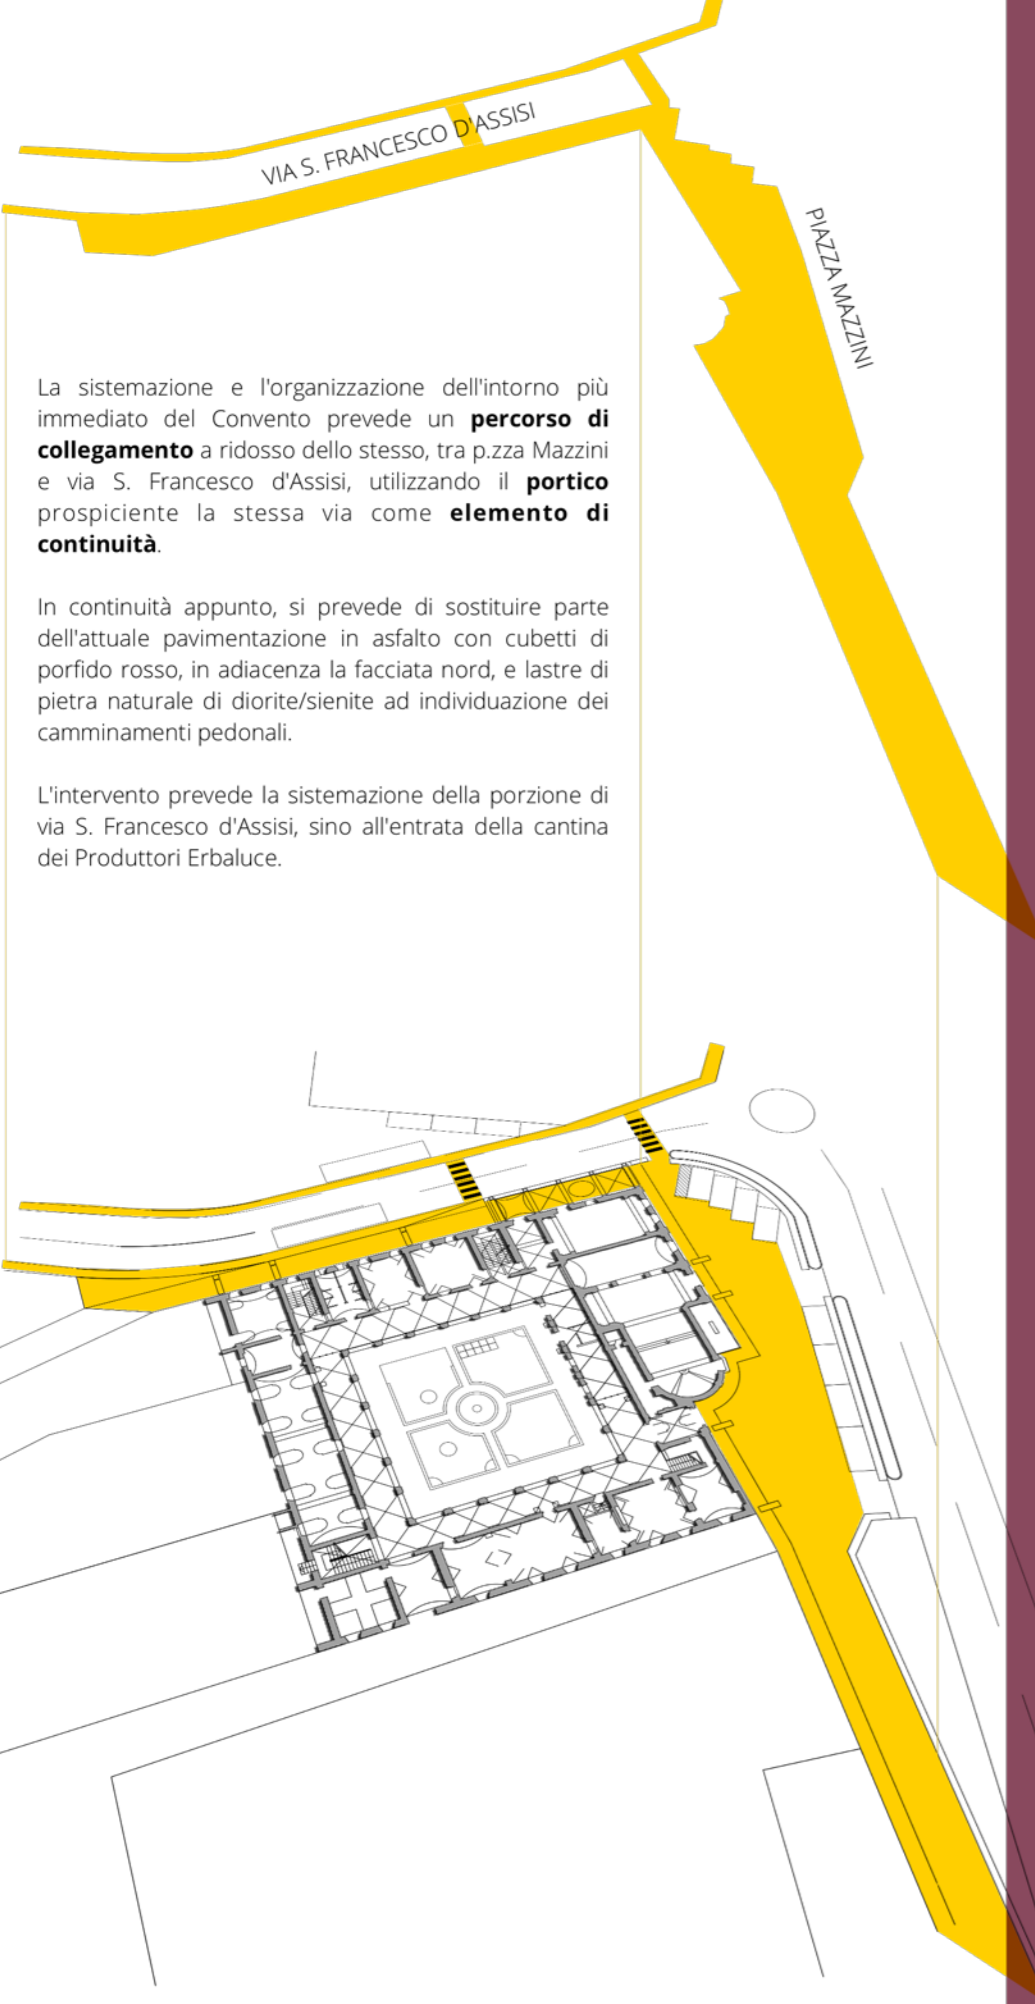 VIA S. FRANCESCO D'ASSISI
PIAZZA MAZZINI
La sistemazione e l'organizzazione dell'intorno più
immediato del Convento prevede un percorso di
collegamento a ridosso dello stesso, tra p.zza Mazzini
e via S. Francesco d'Assisi, utilizzando il portico
prospiciente la stessa via come elemento di
continuità.
In continuità appunto, si prevede di sostituire parte
dell'attuale pavimentazione in asfalto con cubetti di
porfido rosso, in adiacenza la facciata nord, e lastre di
pietra naturale di diorite/sienite ad individuazione dei
camminamenti pedonali.
L'intervento prevede la sistemazione della porzione di
via S. Francesco d'Assisi, sino all'entrata della cantina
dei Produttori Erbaluce.